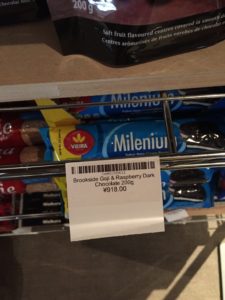 200 g
Soft fruit flavoured centres covered in smooth d
Centres aromatisés de fruits enrobés de chocolat n
Milenium
VIEIRA
Milenium
Brookside Goji & Raspberry Dark
Chocolate 200g
¥918.00